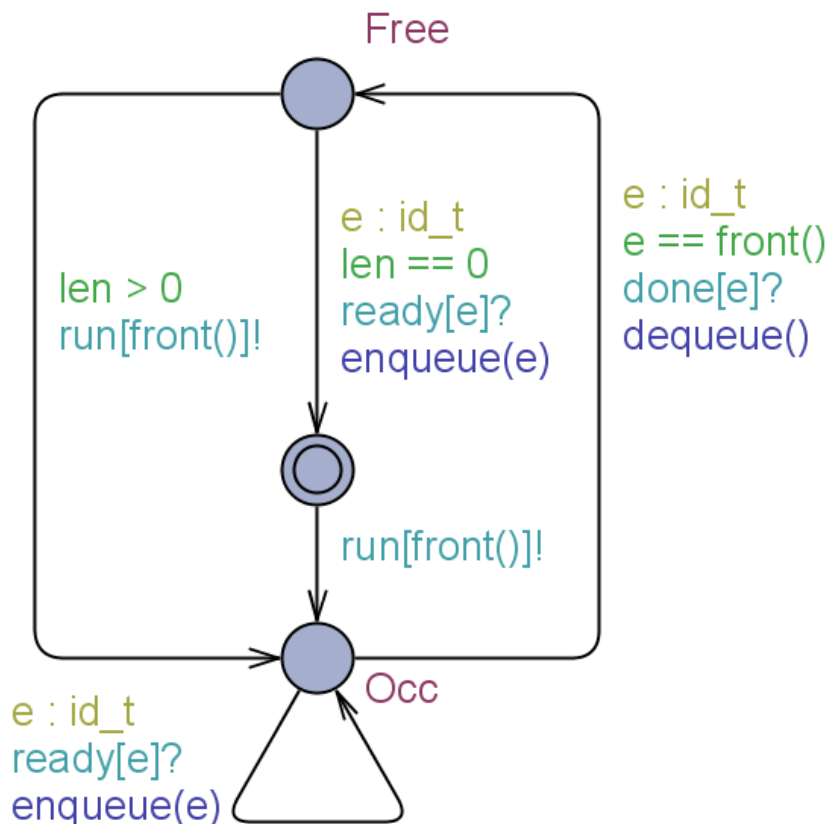 Free
e : id_t
len == 0
ready[e]?
enqueue(e)
e : id_t
e == front()
done[e]?
dequeue()
len > 0
run[front()]!
run[front()]!
Occ
e : id_t
ready[e]?
enqueue(e)